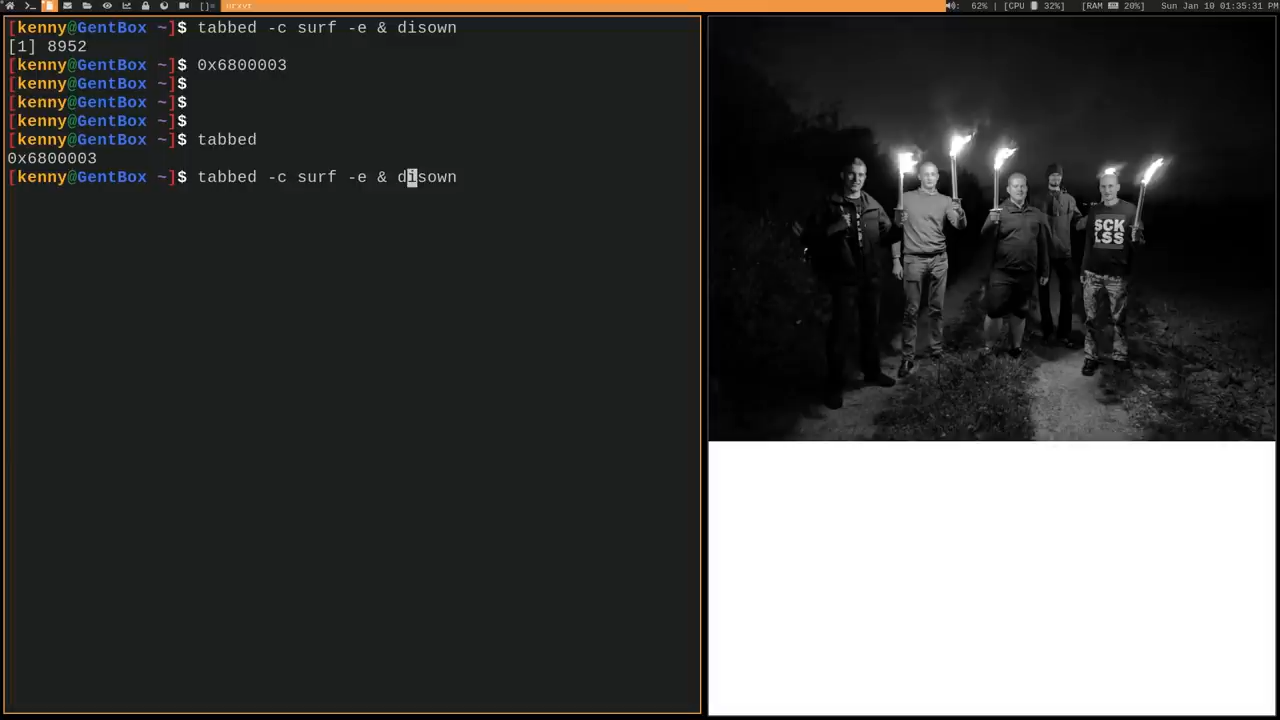 62% | [CPU 32%] [RAM 20%] Sun Jan 10 01:35:31 PM
[kenny@GentBox ~]$ tabbed -c surf -e & disown
[1] 8952
[kenny@GentBox ~]$ 0x6800003
[kenny@GentBox ~]$
[kenny@GentBox ~]$
[kenny@GentBox ~]$
[kenny@GentBox ~]$ tabbed
0x6800003
[kenny@GentBox ~]$ tabbed -c surf -e & disown
SCK
LSS